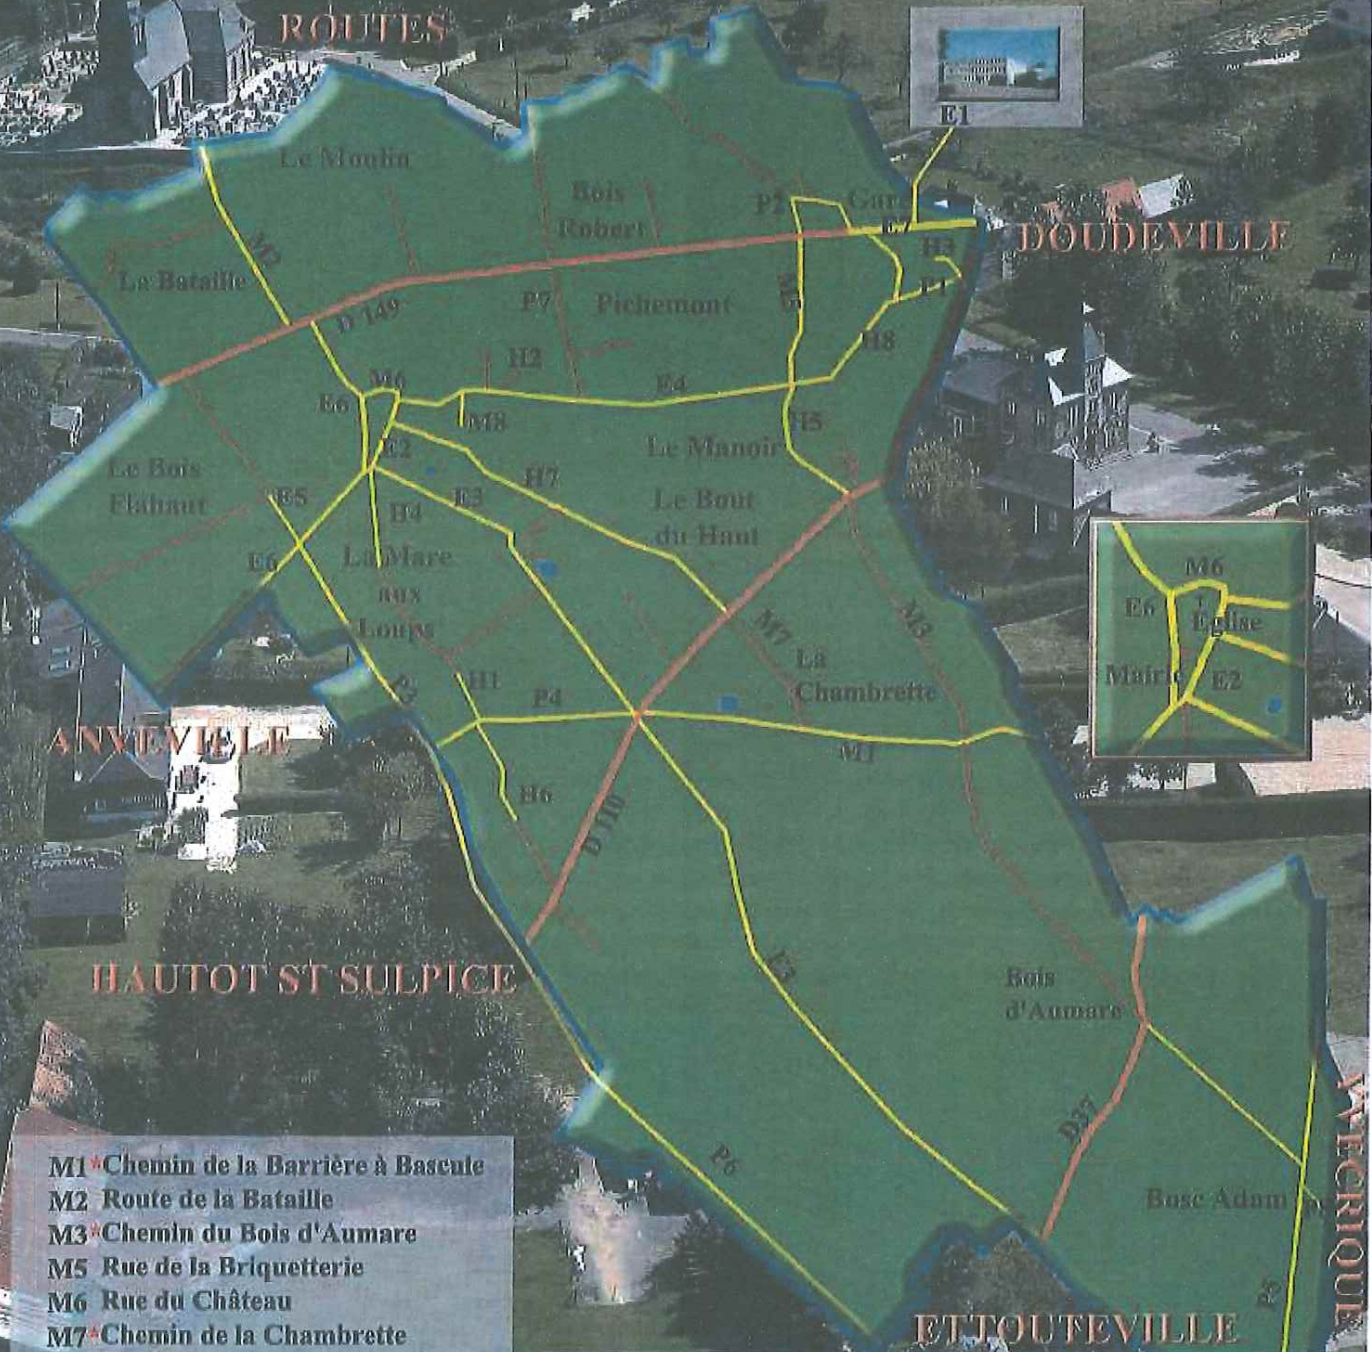 ROUTES
E1
Le Moulin
Bois
Robert
P2
Gare
E7
H3
DOUDEVILLE
M2
La Bataille
D 149
P7
Pichemont
M5
P1
H8
H2
M6
E6
E4
M8
H5
E2
Le Manoir
Le Bois
Flahaut
E5
H4
E3
H7
Le Bout
du Haut
E6
La Mare
aux
Loups
M7
M3
La
Chambrette
M6
E6
Eglise
Mairie
E2
H1
P4
M1
ANVEVILLE
H6
D 110
HAUTOT ST SULPICE
E3
Bois
d'Aumare
D37
P6
Bosc Adam
P8
YVECRIQUE
ETTOUTEVILLE
M1*Chemin de la Barrière à Bascule
M2 Route de la Bataille
M3*Chemin du Bois d'Aumare
M5 Rue de la Briquetterie
M6 Rue du Château
M7*Chemin de la Chambrette